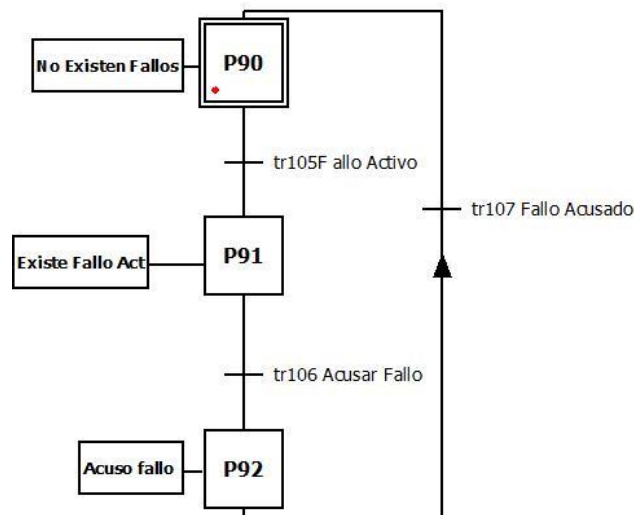 No Existen Fallos
P90
tr105F allo Activo
tr107 Fallo Acusado
Existe Fallo Act
P91
tr106 Acusar Fallo
Acuso fallo
P92